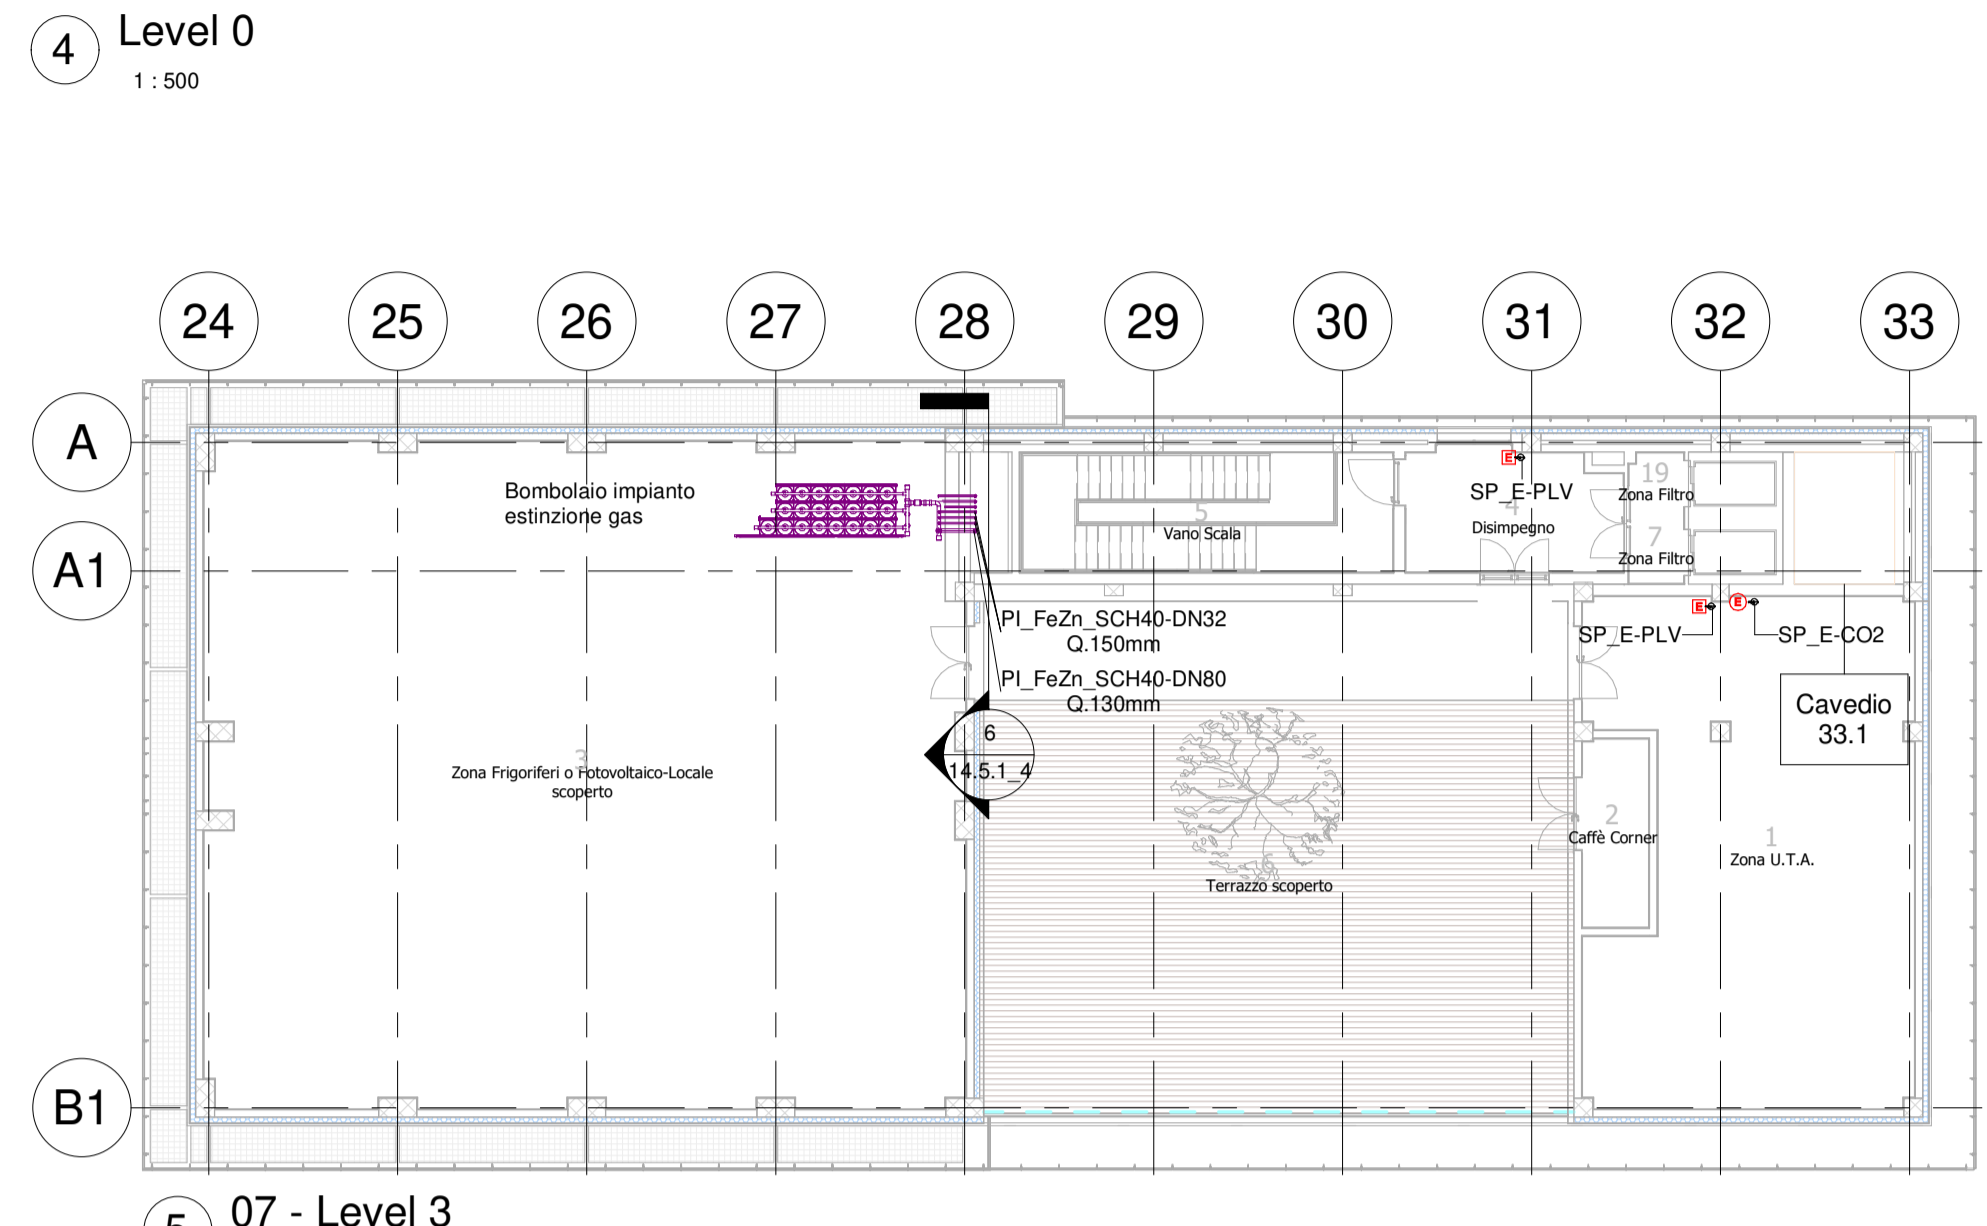 4 Level 0
1 : 500
24 25 26 27 28 29 30 31 32 33
A
A1
B1
Bombolaio impianto
estinzione gas
5
Vano Scala
E
SP_E-PLV
4
Disimpegno
19
Zona Filtro
7
Zona Filtro
PI_FeZn_SCH40-DN32
Q.150mm
PI_FeZn_SCH40-DN80
Q.130mm
E E
SP_E-PLV SP_E-CO2
Cavedio
33.1
6
14.5.1_4
3
Zona Frigoriferi o Fotovoltaico-Locale
scoperto
6
Terrazzo scoperto
2
Caffè Corner
1
Zona U.T.A.
5 07 - Level 3